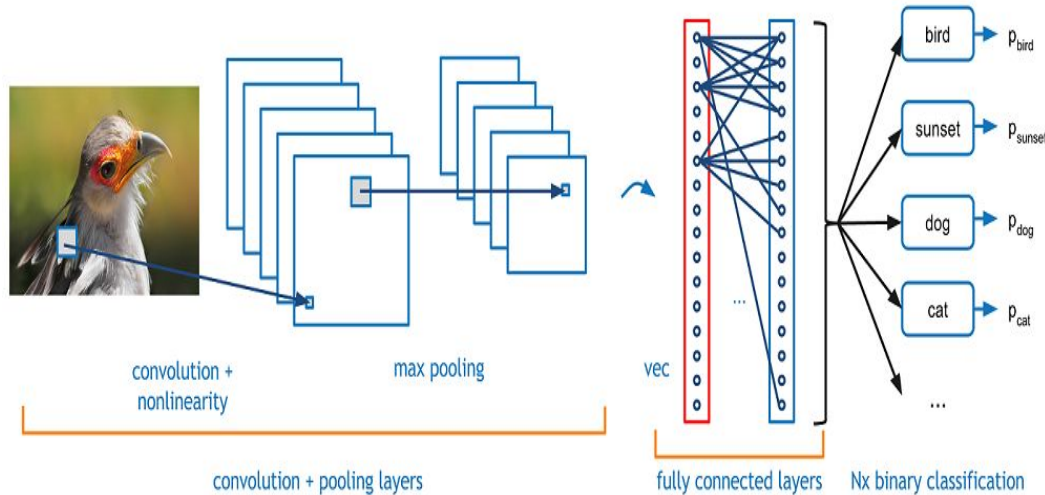 bird
p_bird
sunset
p_sunset
dog
p_dog
cat
p_cat
...
...
convolution +
nonlinearity
max pooling
vec
convolution + pooling layers
fully connected layers
Nx binary classification